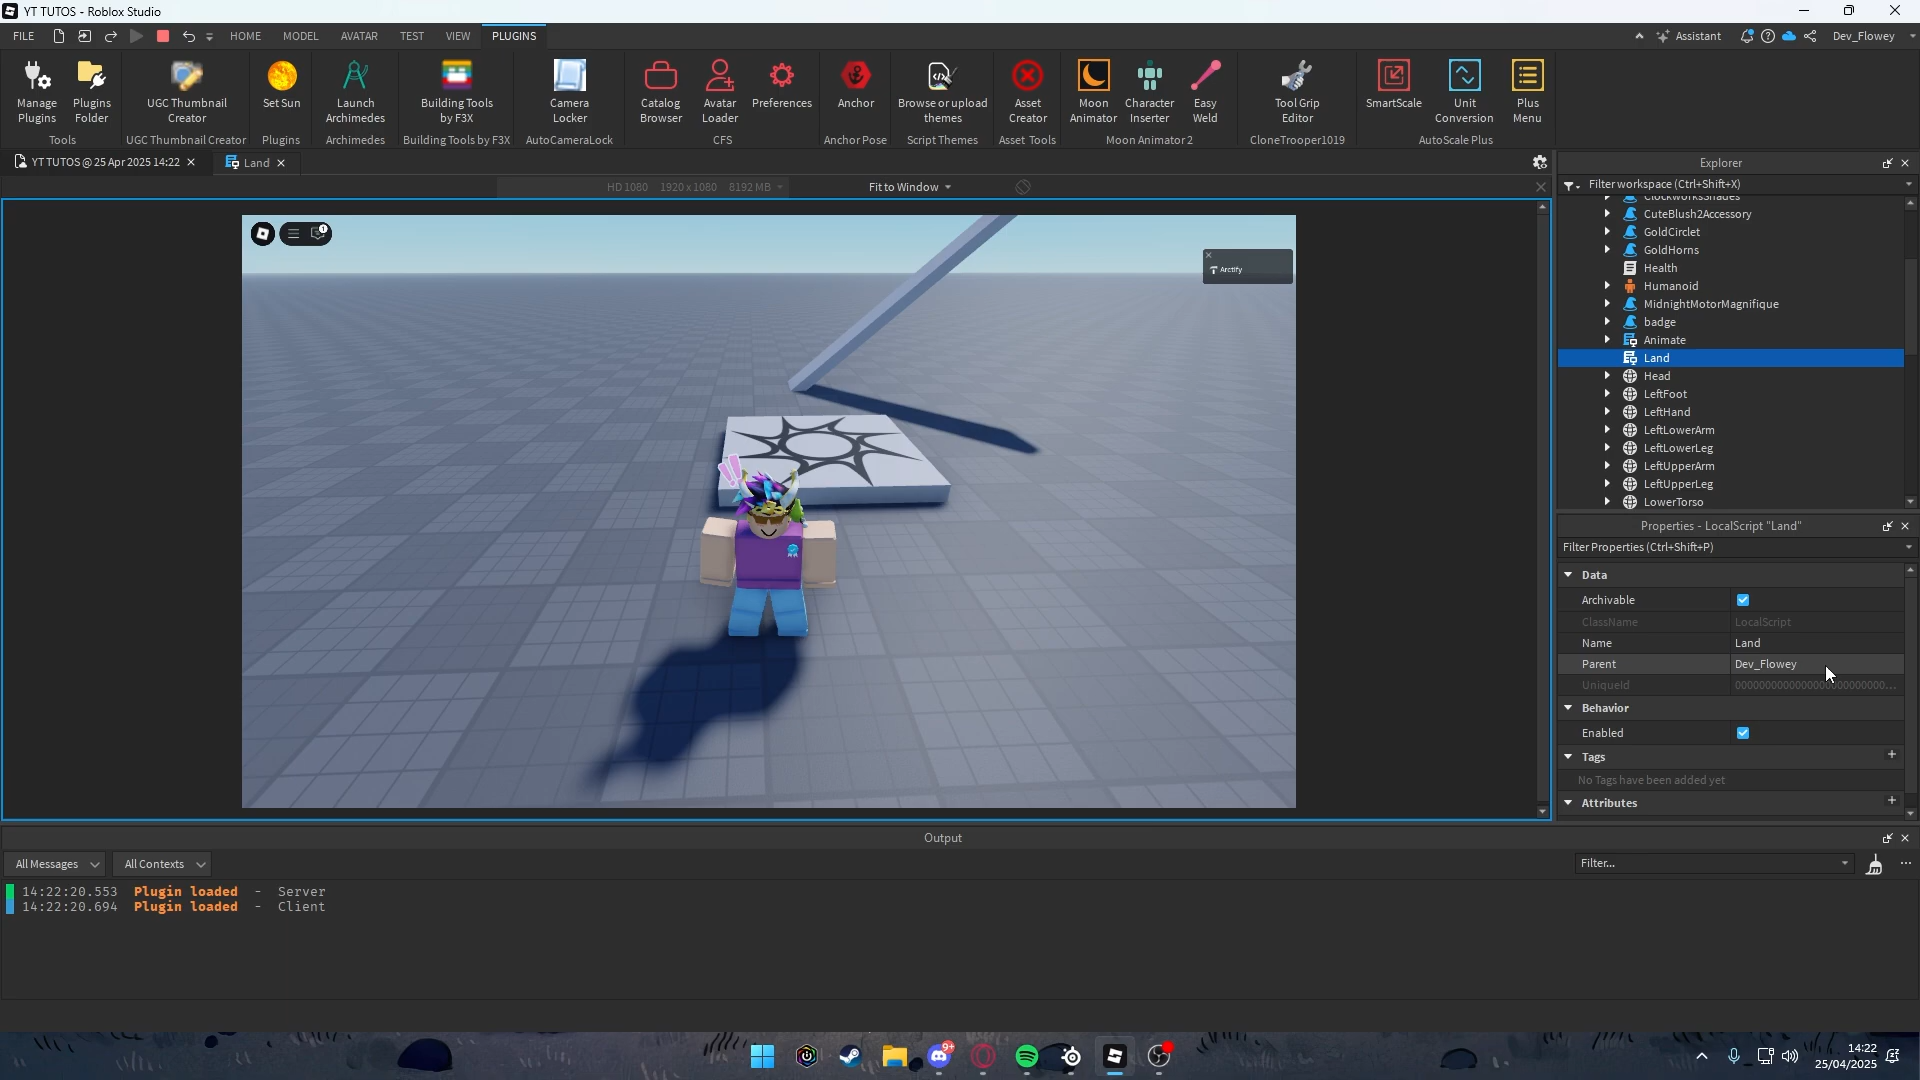 YT TUTOS - Roblox Studio
FILE HOME MODEL AVATAR TEST VIEW PLUGINS Assistant Dev_Flowey
Manage Plugins
Plugins Folder
UGC Thumbnail Creator
Set Sun
Launch Archimedes
Building Tools by F3X
Camera Locker
Catalog Browser
Avatar Loader
Preferences
Anchor
Browse or upload themes
Asset Creator
Moon Animator
Character Inserter
Easy Weld
Tool Grip Editor
SmartScale
Unit Conversion
Plus Menu
Tools UGC Thumbnail Creator Plugins Archimedes Building Tools by F3X AutoCameraLock CFS Anchor Pose Script Themes Asset Tools Moon Animator 2 CloneTrooper1019 AutoScale Plus
YT TUTOS @ 25 Apr 2025 14:22 Land
HD 1080 1920 x 1080 8192 MB Fit to Window
1
Arctify
Explorer
Filter workspace (Ctrl+Shift+X)
ClockworksShades
CuteBlush2Accessory
GoldCirclet
GoldHorns
Health
Humanoid
MidnightMotorMagnifique
badge
Animate
Land
Head
LeftFoot
LeftHand
LeftLowerArm
LeftLowerLeg
LeftUpperArm
LeftUpperLeg
LowerTorso
Properties - LocalScript "Land"
Filter Properties (Ctrl+Shift+P)
Data
Archivable
ClassName LocalScript
Name Land
Parent Dev_Flowey
UniqueId 00000000000000000000000000...
Behavior
Enabled
Tags +
No Tags have been added yet
Attributes +
Output
All Messages All Contexts Filter... ...
14:22:20.553 Plugin loaded - Server
14:22:20.694 Plugin loaded - Client
9+
14:22
25/04/2025